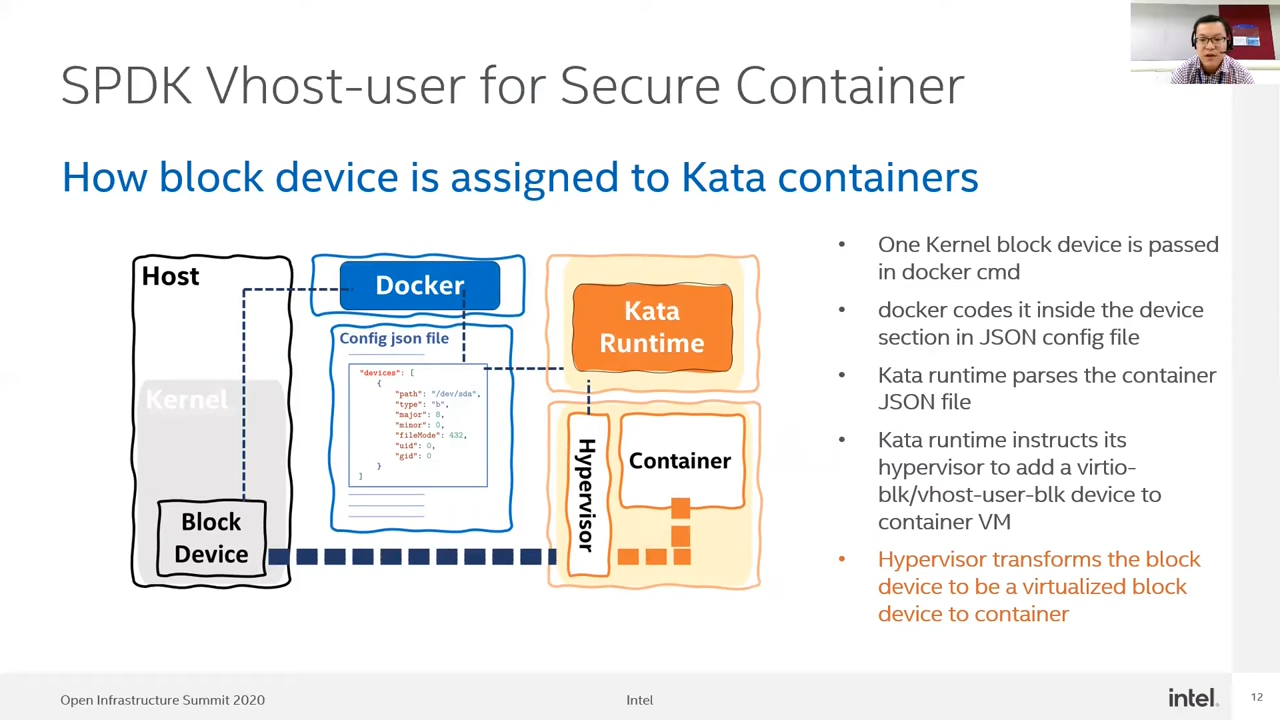 SPDK Vhost-user for Secure Container
How block device is assigned to Kata containers
Host
Kernel
Block
Device
Docker
Config json file
"devices": [
{
"path": "/dev/sda",
"type": "b",
"major": 8,
"minor": 0,
"fileMode": 432,
"uid": 0,
"gid": 0
}
]
Kata
Runtime
Hypervisor
Container
• One Kernel block device is passed
in docker cmd
• docker codes it inside the device
section in JSON config file
• Kata runtime parses the container
JSON file
• Kata runtime instructs its
hypervisor to add a virtio-
blk/vhost-user-blk device to
container VM
• Hypervisor transforms the block
device to be a virtualized block
device to container
Open Infrastructure Summit 2020
Intel
intel.
12